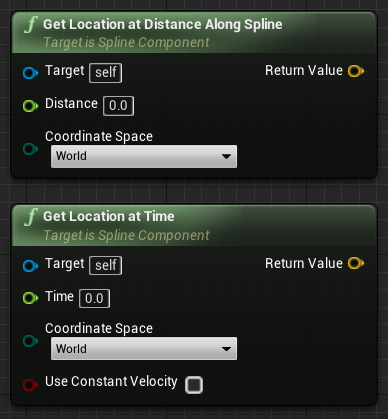 Get Location at Distance Along Spline
Target is Spline Component
Target self Return Value
Distance 0.0
Coordinate Space
World
Get Location at Time
Target is Spline Component
Target self Return Value
Time 0.0
Coordinate Space
World
Use Constant Velocity